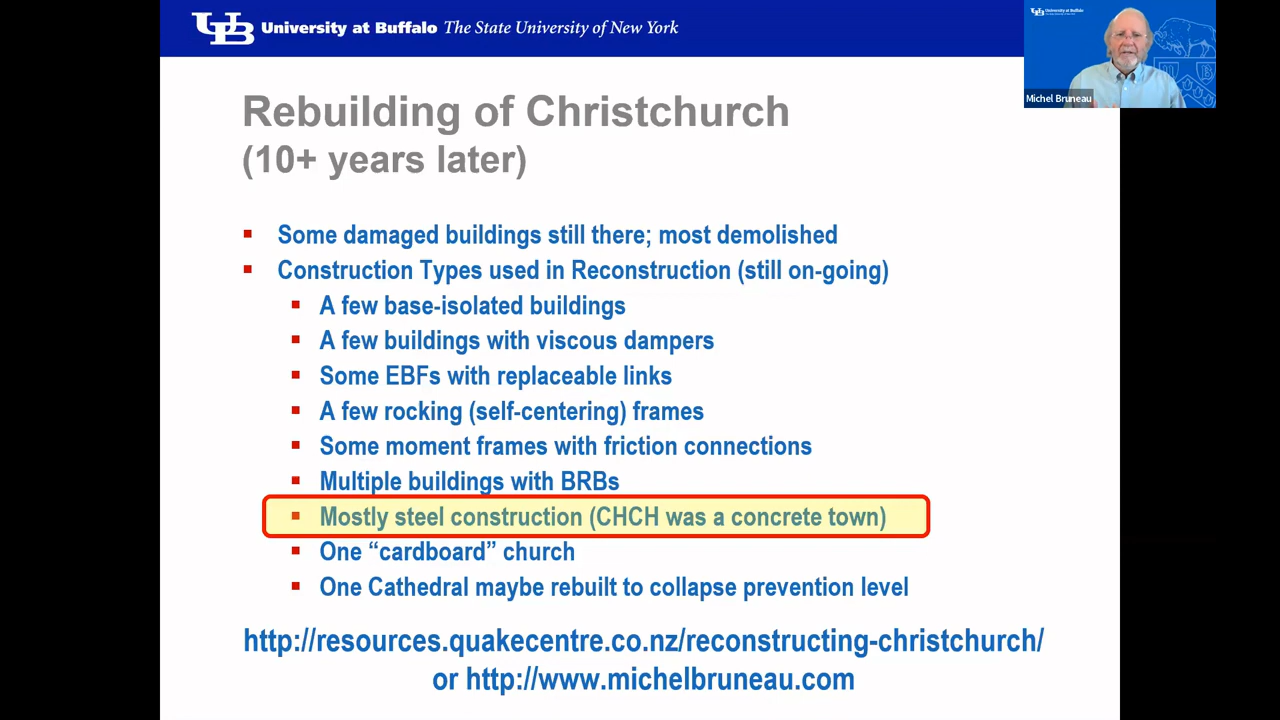 UB University at Buffalo The State University of New York
University at Buffalo
Michel Bruneau
Rebuilding of Christchurch
(10+ years later)
Some damaged buildings still there; most demolished
Construction Types used in Reconstruction (still on-going)
A few base-isolated buildings
A few buildings with viscous dampers
Some EBFs with replaceable links
A few rocking (self-centering) frames
Some moment frames with friction connections
Multiple buildings with BRBs
Mostly steel construction (CHCH was a concrete town)
One “cardboard” church
One Cathedral maybe rebuilt to collapse prevention level
http://resources.quakecentre.co.nz/reconstructing-christchurch/
or http://www.michelbruneau.com